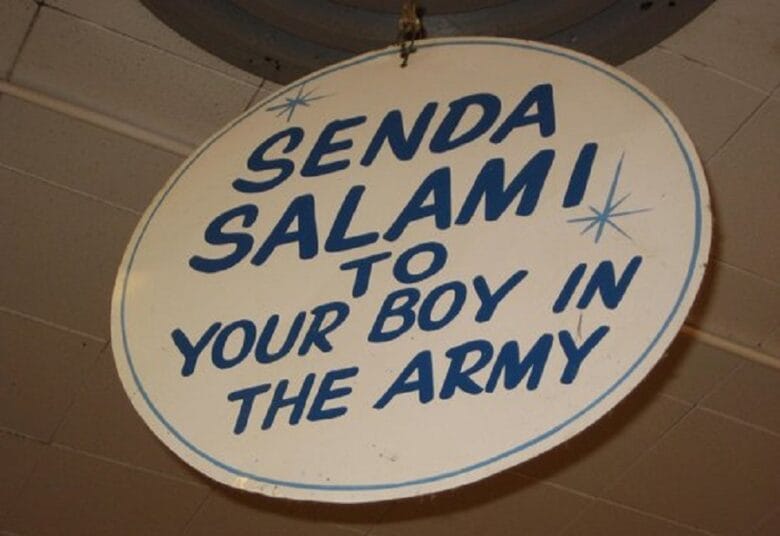 SENDA
SALAMI
TO
YOUR BOY IN
THE ARMY